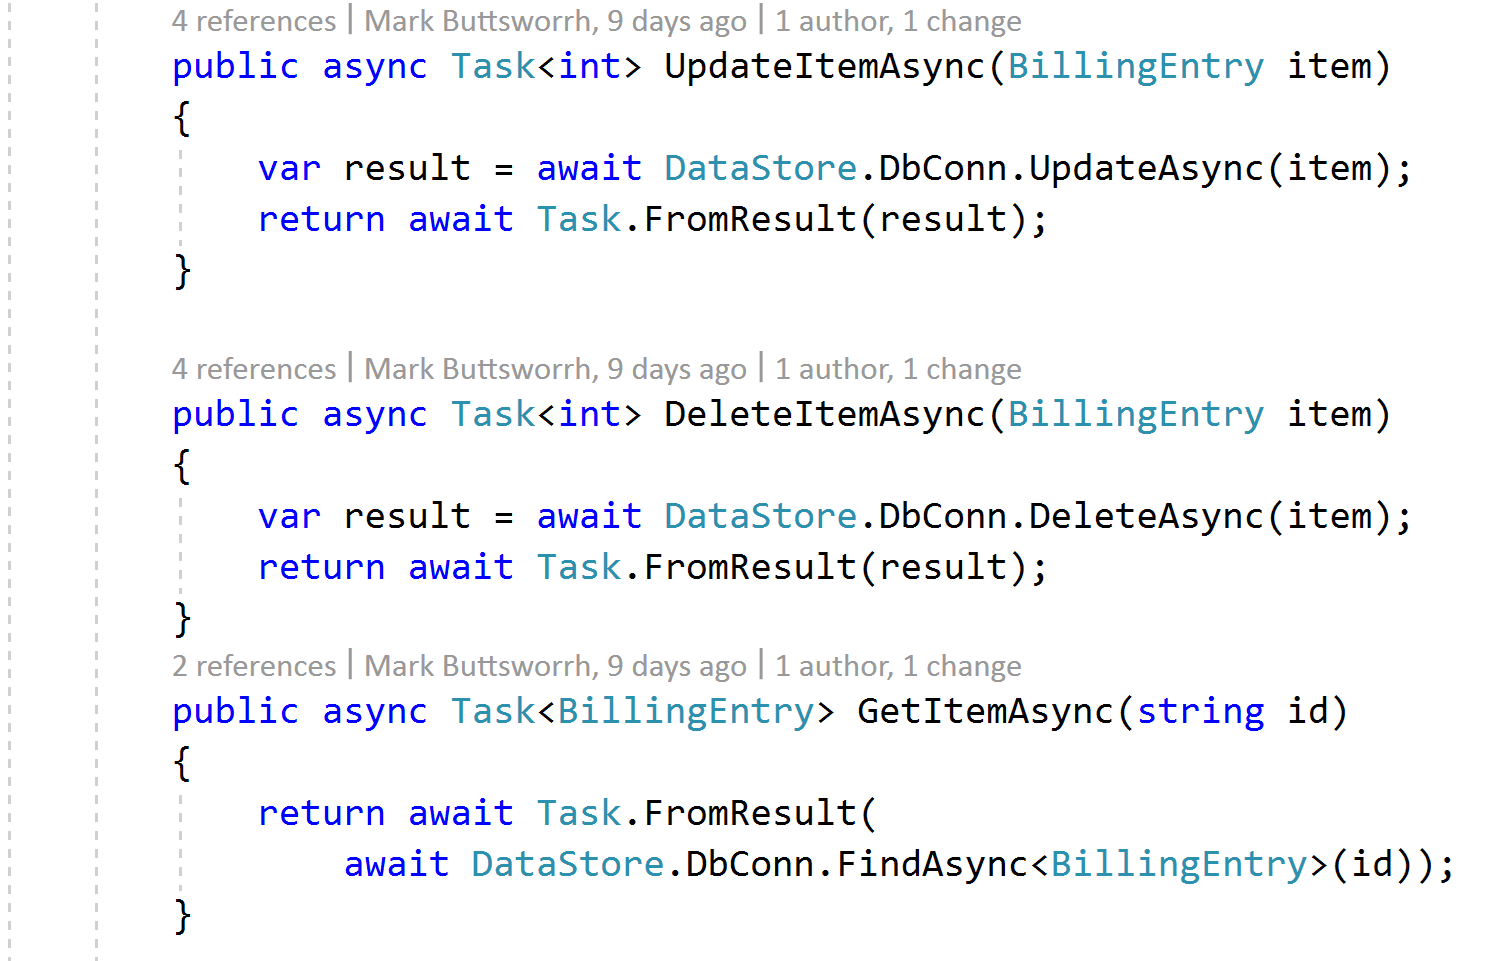 4 references | Mark Buttsworrh, 9 days ago | 1 author, 1 change
public async Task<int> UpdateItemAsync(BillingEntry item)
{
    var result = await DataStore.DbConn.UpdateAsync(item);
    return await Task.FromResult(result);
}
4 references | Mark Buttsworrh, 9 days ago | 1 author, 1 change
public async Task<int> DeleteItemAsync(BillingEntry item)
{
    var result = await DataStore.DbConn.DeleteAsync(item);
    return await Task.FromResult(result);
}
2 references | Mark Buttsworrh, 9 days ago | 1 author, 1 change
public async Task<BillingEntry> GetItemAsync(string id)
{
    return await Task.FromResult(
        await DataStore.DbConn.FindAsync<BillingEntry>(id));
}